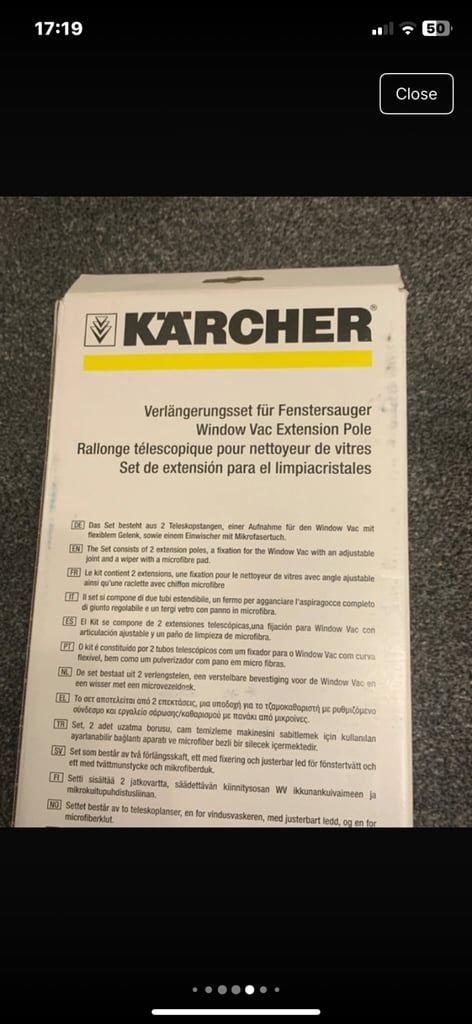 17:19
50
Close
KÄRCHER®
Verlängerungsset für Fenstersauger
Window Vac Extension Pole
Rallonge télescopique pour nettoyeur de vitres
Set de extensión para el limpiacristales
DE Das Set besteht aus 2 Teleskopstangen, einer Aufnahme für den Window Vac mit
flexiblem Gelenk, sowie einem Einwischer mit Mikrofasertuch.
EN The Set consists of 2 extension poles, a fixation for the Window Vac with an adjustable
joint and a wiper with a microfibre pad.
FR Le kit contient 2 extensions, une fixation pour le nettoyeur de vitres avec angle ajustable
ainsi qu'une raclette avec chiffon microfibre
IT Il set si compone di due tubi estendibile, un fermo per agganciare l'aspiragocce completo
di giunto regolabile e un tergi vetro con panno in microfibra.
ES El Kit se compone de 2 extensiones telescópicas,una fijación para Window Vac con
articulación ajustable y un paño de limpieza de microfibra.
PT O kit é constituído por 2 tubos telescópicos com um fixador para o Window Vac com curva
flexível, bem como um pulverizador com pano em micro fibras.
NL De set bestaat uit 2 verlengstelen, een verstelbare bevestiging voor de Window Vac en
een wisser met een microvezeldoek.
EL Το σετ αποτελείται από 2 επεκτάσεις, μια υποδοχή για το τζαμοκαθαριστή με ρυθμιζόμενο
σύνδεσμο και εργαλείο σάρωσης/καθαρισμού με πανάκι από μικροίνες.
TR Set, 2 adet uzatma borusu, cam temizleme makinesini sabitlemek için kullanılan
ayarlanabilir bağlantı aparatı ve microfiber bezli bir silecek içermektedir.
SV Set som består av två förlängsskaft, ett med fixering och justerbar led för fönstertvätt och
ett med tvättmunstycke och mikrofiberduk.
FI Setti sisältää 2 jatkovartta, säädettävän kiinnitysosan WV ikkunankuivaimeen ja
mikrokuitupuhdistusliinan.
NO Settet består av to teleskoplanser, en for vindusvaskeren, med justerbart ledd, og en for
microfiberklut.